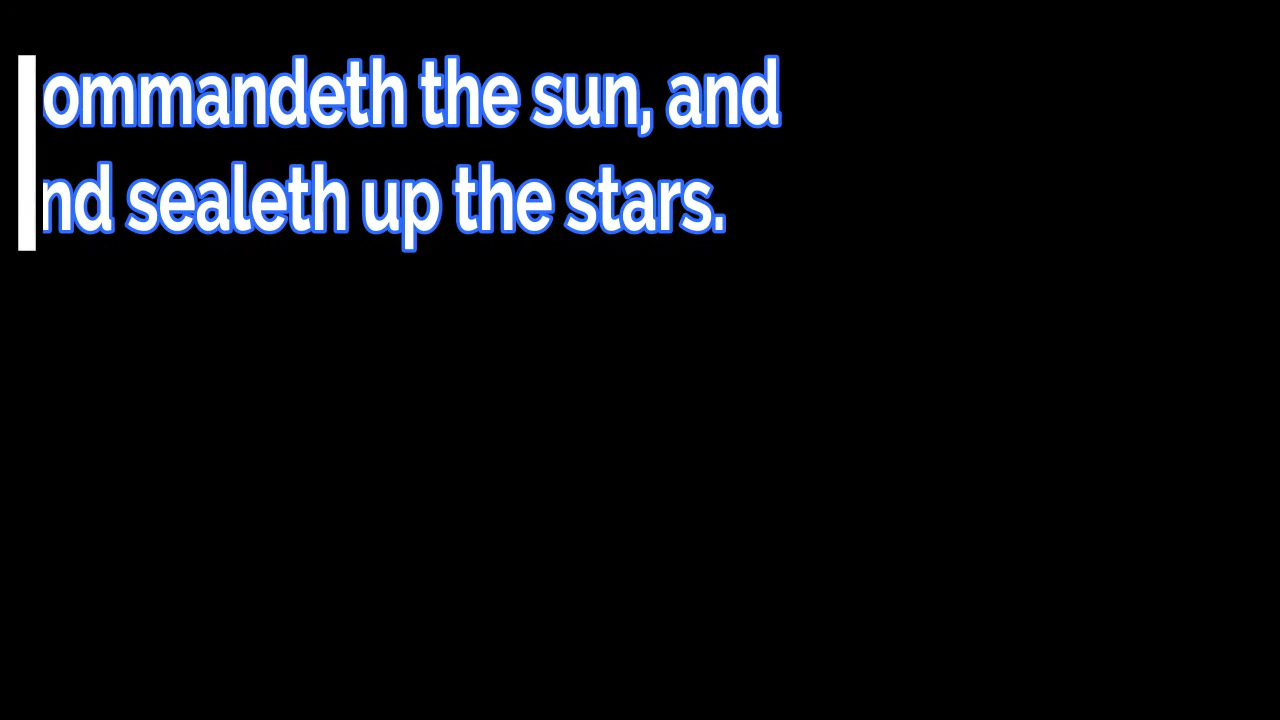 ommandeth the sun, and
nd sealeth up the stars.